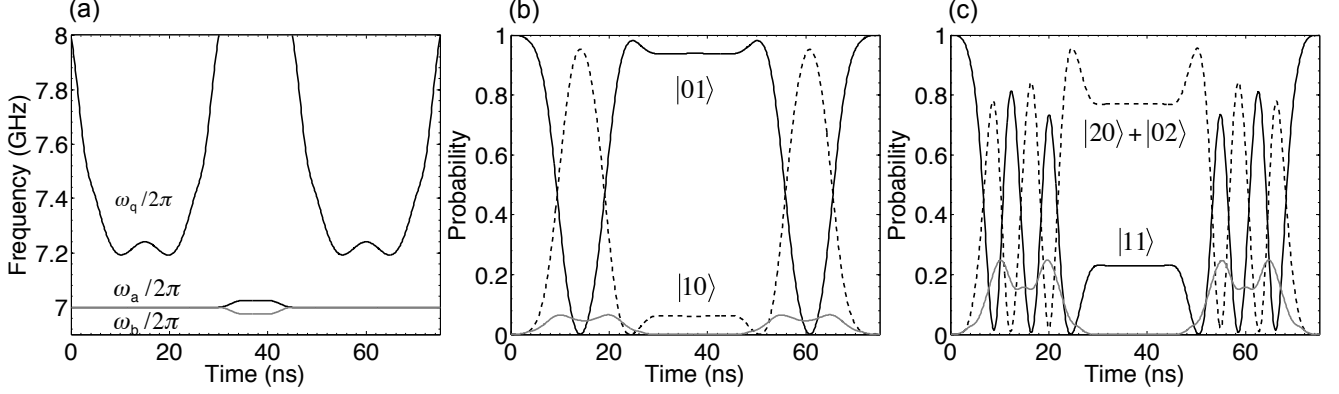 (a)
8
7.8
7.6
7.4
7.2
7
Frequency (GHz)
ω_q/2π
ω_a/2π
ω_b/2π
0 20 40 60
Time (ns)
(b)
1
0.8
0.6
0.4
0.2
0
Probability
|01⟩
|10⟩
0 20 40 60
Time (ns)
(c)
1
0.8
0.6
0.4
0.2
0
Probability
|20⟩+|02⟩
|11⟩
0 20 40 60
Time (ns)